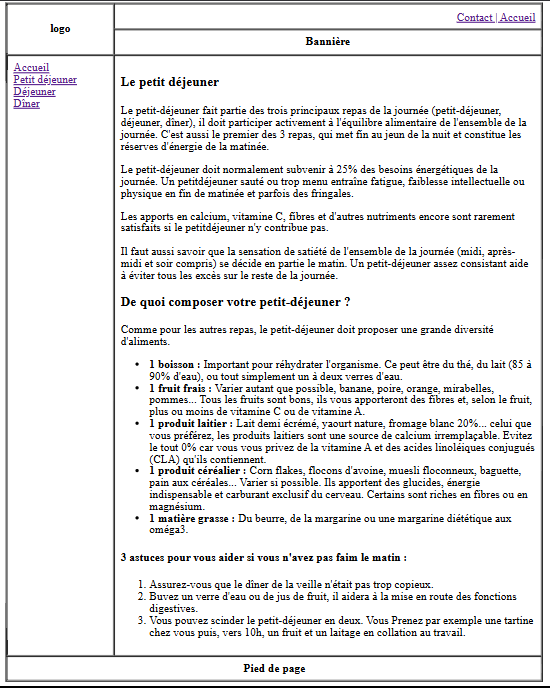 Contact | Accueil
logo
Bannière
Accueil
Petit déjeuner
Déjeuner
Dîner
Le petit déjeuner
Le petit-déjeuner fait partie des trois principaux repas de la journée (petit-déjeuner,
déjeuner, dîner), il doit participer activement à l'équilibre alimentaire de l'ensemble de la
journée. C'est aussi le premier des 3 repas, qui met fin au jeun de la nuit et constitue les
réserves d'énergie de la matinée.
Le petit-déjeuner doit normalement subvenir à 25% des besoins énergétiques de la
journée. Un petitdéjeuner sauté ou trop menu entraîne fatigue, faiblesse intellectuelle ou
physique en fin de matinée et parfois des fringales.
Les apports en calcium, vitamine C, fibres et d'autres nutriments encore sont rarement
satisfaits si le petitdéjeuner n'y contribue pas.
Il faut aussi savoir que la sensation de satiété de l'ensemble de la journée (midi, après-
midi et soir compris) se décide en partie le matin. Un petit-déjeuner assez consistant aide
à éviter tous les excès sur le reste de la journée.
De quoi composer votre petit-déjeuner ?
Comme pour les autres repas, le petit-déjeuner doit proposer une grande diversité
d'aliments.
• 1 boisson : Important pour réhydrater l'organisme. Ce peut être du thé, du lait (85 à
90% d'eau), ou tout simplement un à deux verres d'eau.
• 1 fruit frais : Varier autant que possible, banane, poire, orange, mirabelles,
pommes... Tous les fruits sont bons, ils vous apporteront des fibres et, selon le fruit,
plus ou moins de vitamine C ou de vitamine A.
• 1 produit laitier : Lait demi écrémé, yaourt nature, fromage blanc 20%... celui que
vous préférez, les produits laitiers sont une source de calcium irremplaçable. Evitez
le tout 0% car vous vous privez de la vitamine A et des acides linoléiques conjugués
(CLA) qu'ils contiennent.
• 1 produit céréalier : Corn flakes, flocons d'avoine, muesli floconneux, baguette,
pain aux céréales... Varier si possible. Ils apportent des glucides, énergie
indispensable et carburant exclusif du cerveau. Certains sont riches en fibres ou en
magnésium.
• 1 matière grasse : Du beurre, de la margarine ou une margarine diététique aux
oméga3.
3 astuces pour vous aider si vous n'avez pas faim le matin :
1. Assurez-vous que le dîner de la veille n'était pas trop copieux.
2. Buvez un verre d'eau ou de jus de fruit, il aidera à la mise en route des fonctions
digestives.
3. Vous pouvez scinder le petit-déjeuner en deux. Vous Prenez par exemple une tartine
chez vous puis, vers 10h, un fruit et un laitage en collation au travail.
Pied de page